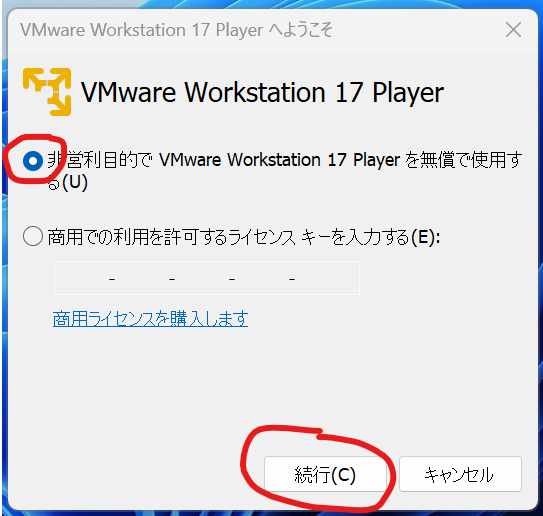 VMware Workstation 17 Player へようこそ
VMware Workstation 17 Player
非営利目的で VMware Workstation 17 Player を無償で使用す
る(U)
商用での利用を許可するライセンス キーを入力する(E):
- - - -
商用ライセンスを購入します
続行(C)
キャンセル